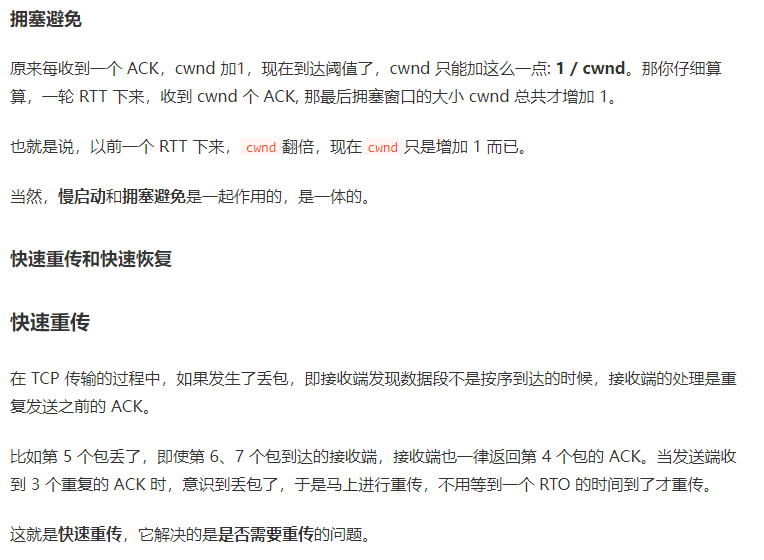 拥塞避免
原来每收到一个 ACK，cwnd 加1，现在到达阈值了，cwnd 只能加这么一点: 1 / cwnd。那你仔细算
算，一轮 RTT 下来，收到 cwnd 个 ACK, 那最后拥塞窗口的大小 cwnd 总共才增加 1。
也就是说，以前一个 RTT 下来， cwnd 翻倍，现在 cwnd 只是增加 1 而已。
当然，慢启动和拥塞避免是一起作用的，是一体的。
快速重传和快速恢复
快速重传
在 TCP 传输的过程中，如果发生了丢包，即接收端发现数据段不是按序到达的时候，接收端的处理是重
复发送之前的 ACK。
比如第 5 个包丢了，即使第 6、7 个包到达的接收端，接收端也一律返回第 4 个包的 ACK。当发送端收
到 3 个重复的 ACK 时，意识到丢包了，于是马上进行重传，不用等到一个 RTO 的时间到了才重传。
这就是快速重传，它解决的是是否需要重传的问题。